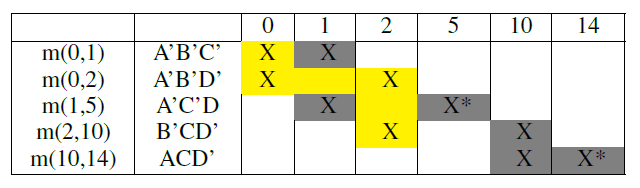 0 1 2 5 10 14
m(0,1) A'B'C' X X
m(0,2) A'B'D' X X
m(1,5) A'C'D X X*
m(2,10) B'CD' X X
m(10,14) ACD' X X*